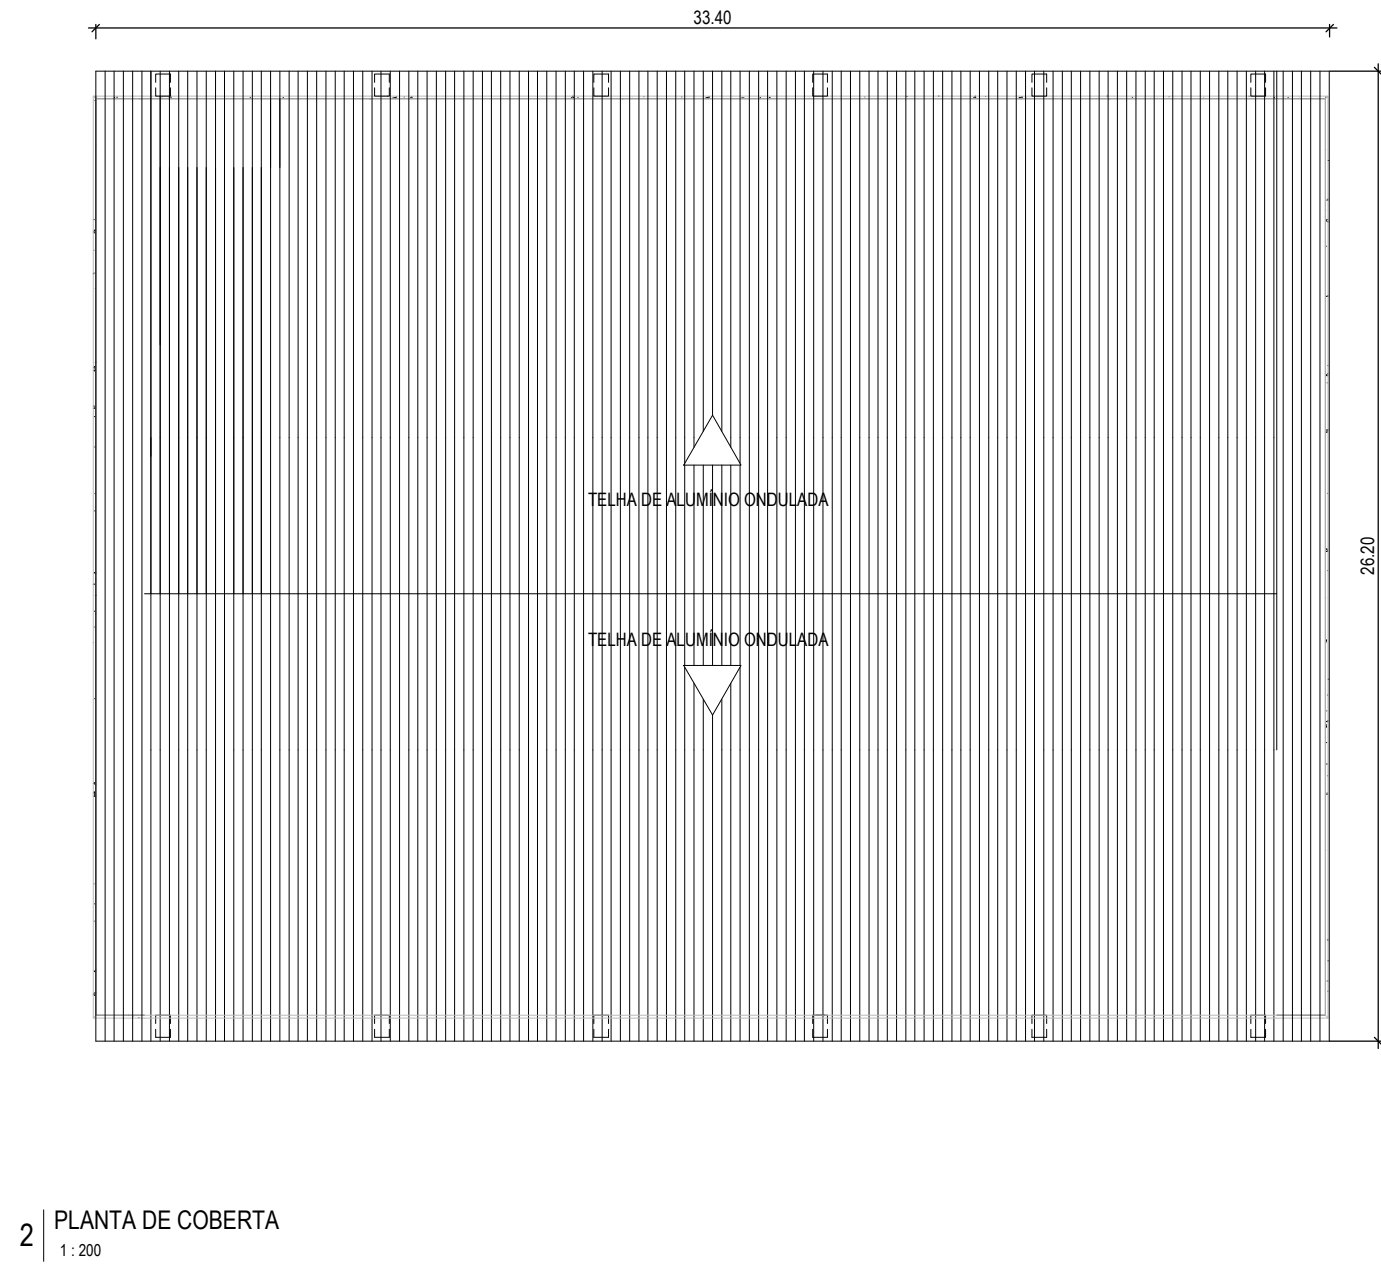 33.40
TELHA DE ALUMÍNIO ONDULADA
26.20
TELHA DE ALUMÍNIO ONDULADA
2
PLANTA DE COBERTA
1 : 200